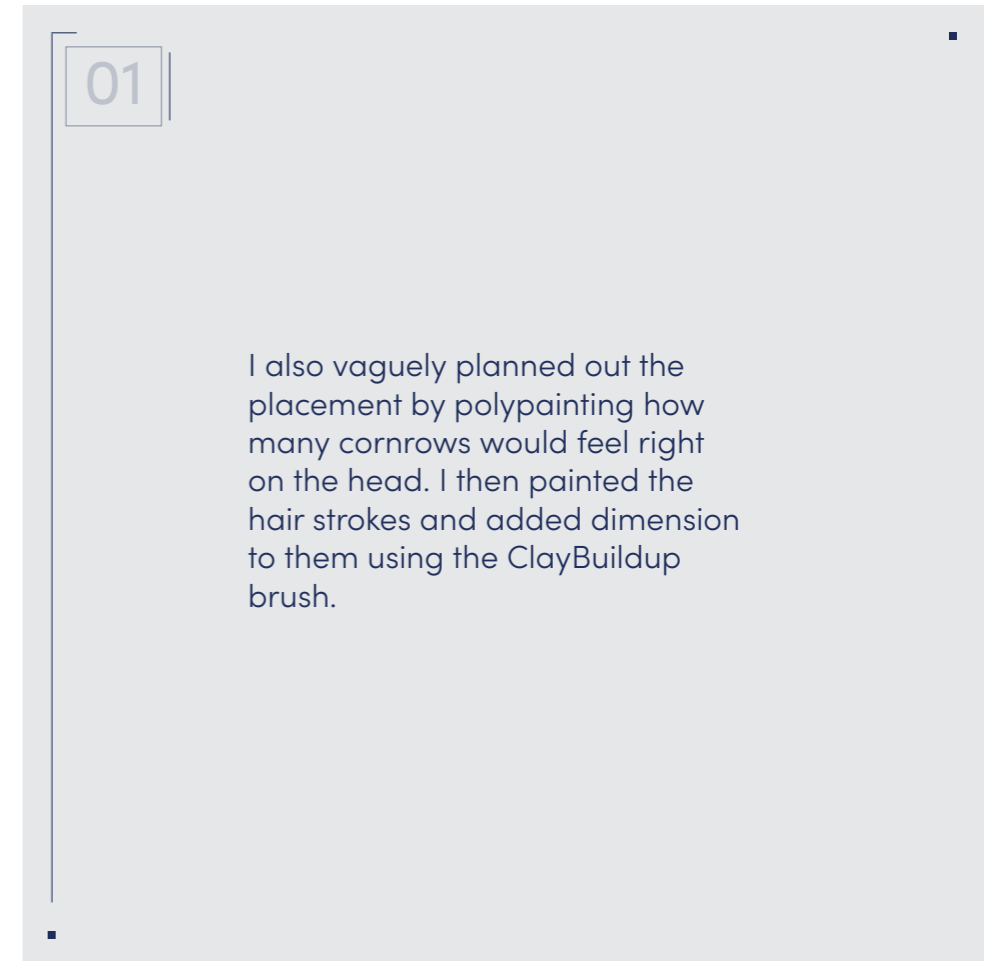 01
I also vaguely planned out the
placement by polypainting how
many cornrows would feel right
on the head. I then painted the
hair strokes and added dimension
to them using the ClayBuildup
brush.